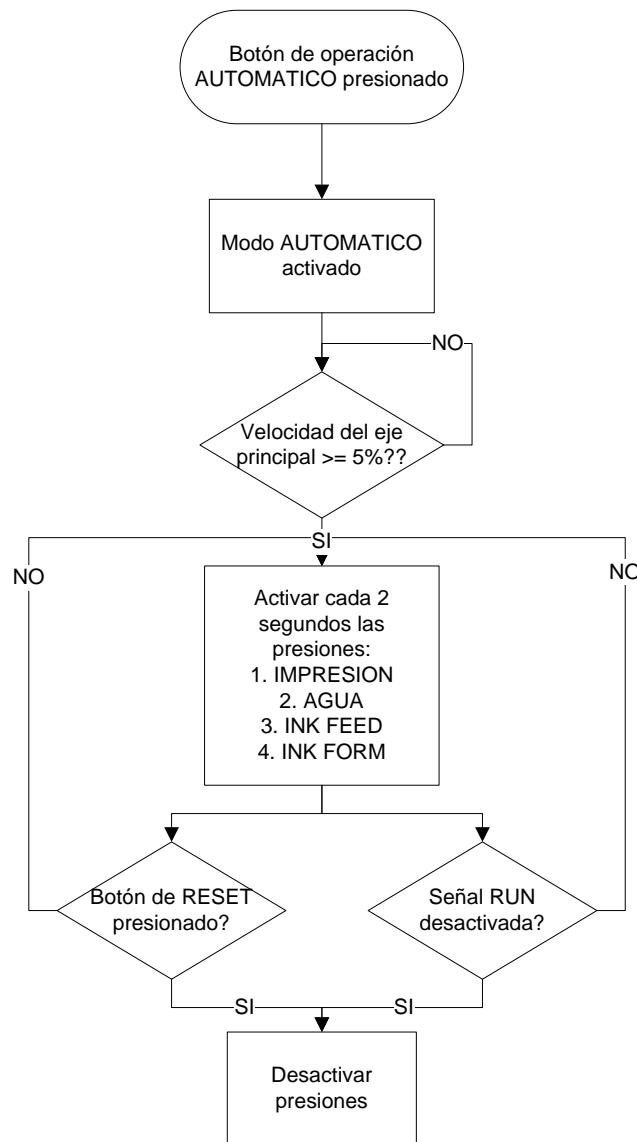 Botón de operación
AUTOMATICO presionado
Modo AUTOMATICO
activado
NO
Velocidad del eje
principal >= 5%??
SI
NO
NO
Activar cada 2
segundos las
presiones:
1. IMPRESION
2. AGUA
3. INK FEED
4. INK FORM
Botón de RESET
presionado?
Señal RUN
desactivada?
SI
SI
Desactivar
presiones